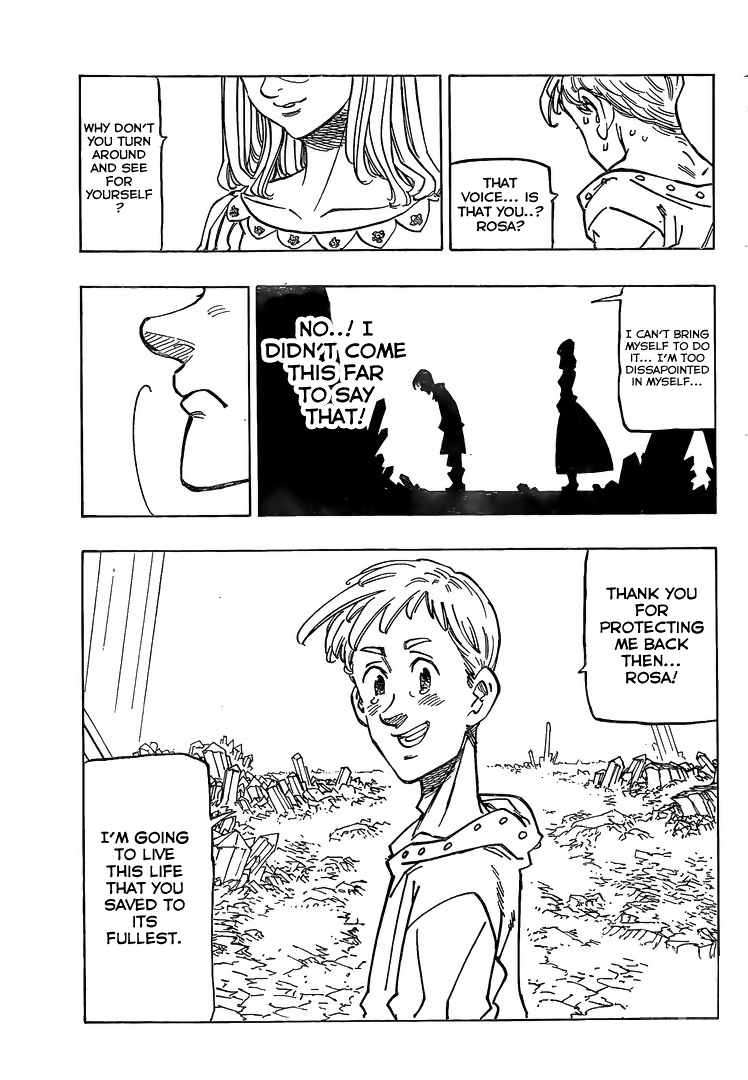 THAT
VOICE... IS
THAT YOU..?
ROSA?
WHY DON'T
YOU TURN
AROUND
AND SEE
FOR
YOURSELF
?
I CAN'T BRING
MYSELF TO DO
IT... I'M TOO
DISSAPOINTED
IN MYSELF...
NO..! I
DIDN'T COME
THIS FAR
TO SAY
THAT!
THANK YOU
FOR
PROTECTING
ME BACK
THEN...
ROSA!
I'M GOING
TO LIVE
THIS LIFE
THAT YOU
SAVED TO
ITS
FULLEST.